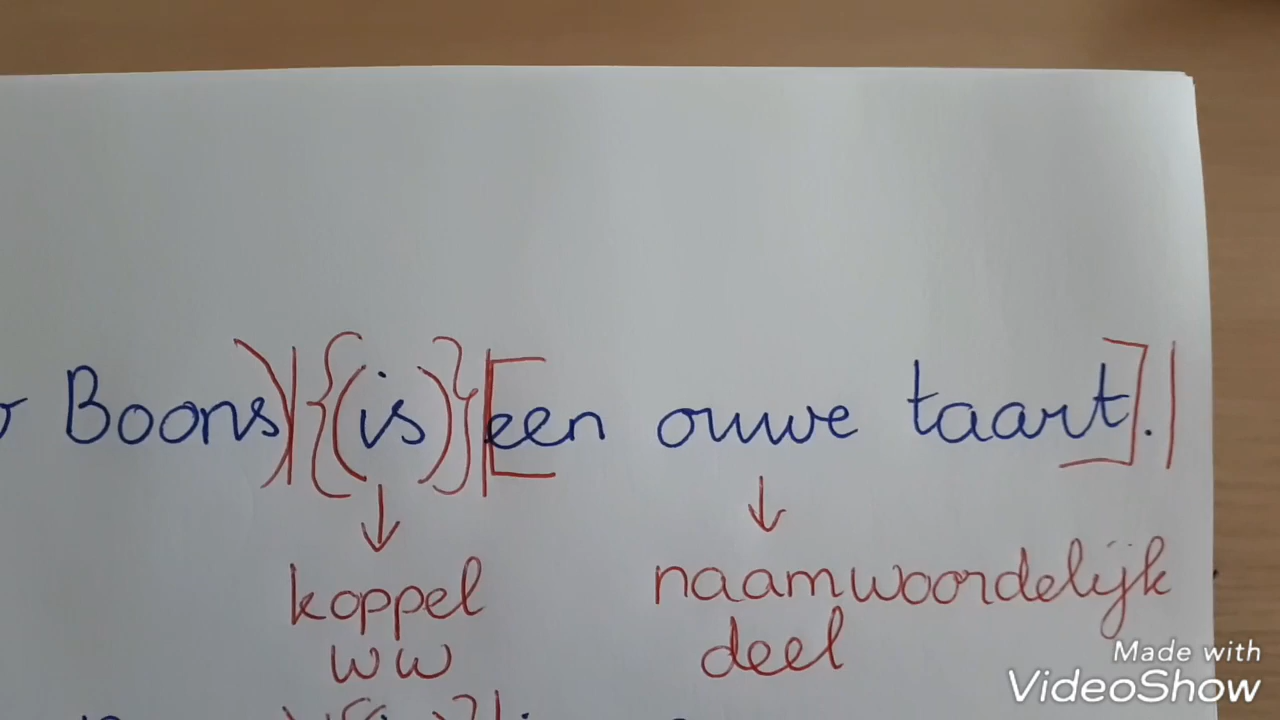 Boons)|{(is)}|[een ouwe taart].|
↓ ↓
koppel naamwoordelijk
ww deel
Made with
VideoShow